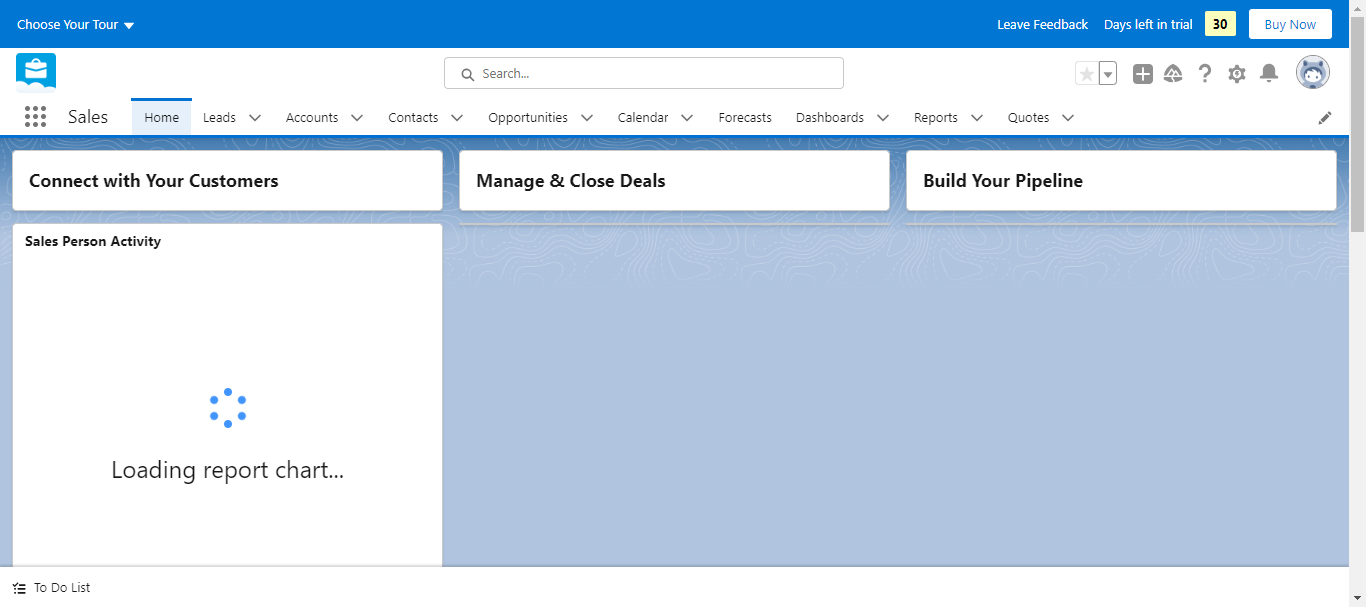 Choose Your Tour
Leave Feedback Days left in trial 30 Buy Now
Search...
Sales Home Leads Accounts Contacts Opportunities Calendar Forecasts Dashboards Reports Quotes
Connect with Your Customers
Manage & Close Deals
Build Your Pipeline
Sales Person Activity
Loading report chart...
To Do List